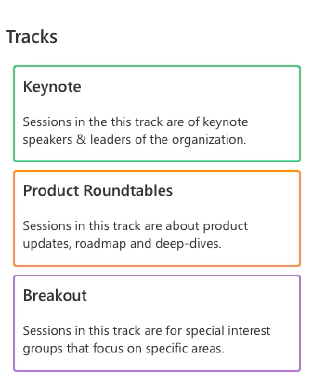 Tracks
Keynote
Sessions in the this track are of keynote
speakers & leaders of the organization.
Product Roundtables
Sessions in this track are about product
updates, roadmap and deep-dives.
Breakout
Sessions in this track are for special interest
groups that focus on specific areas.